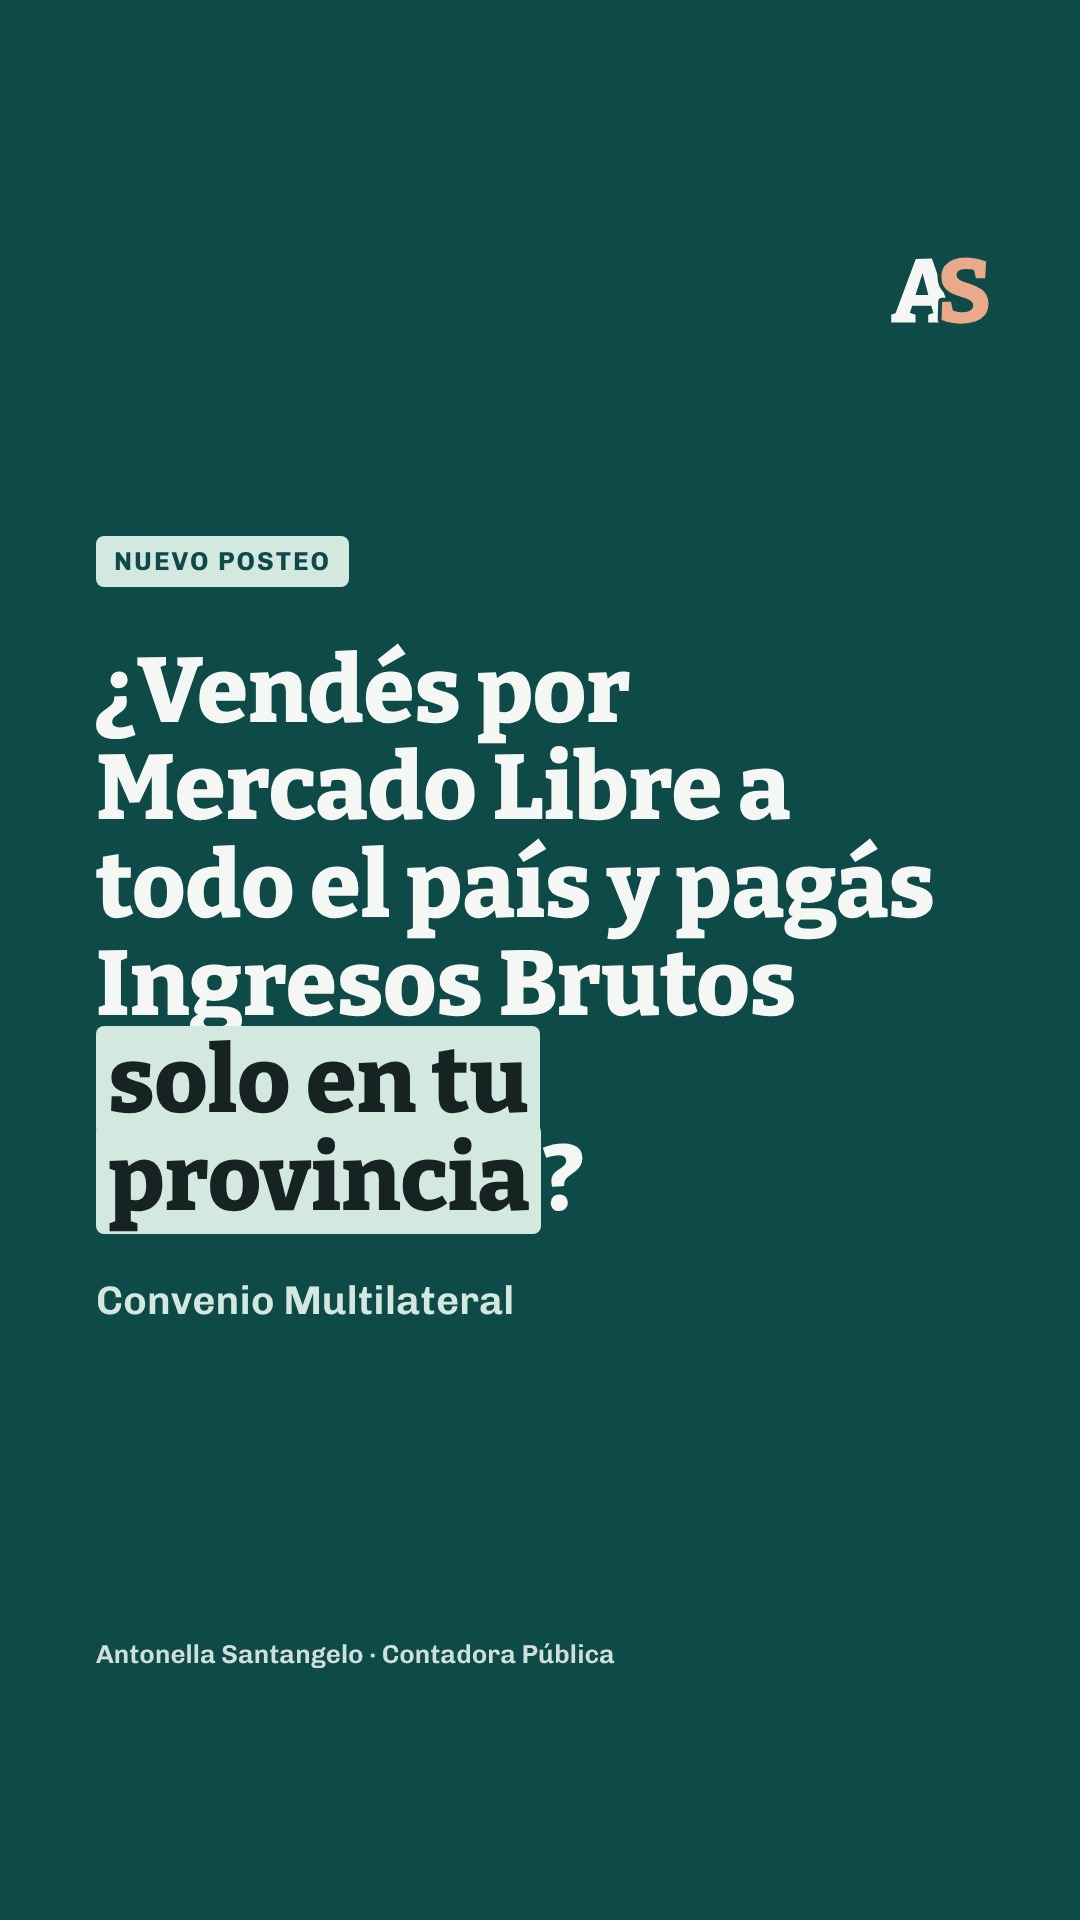 AS
NUEVO POSTEO
¿Vendés por
Mercado Libre a
todo el país y pagás
Ingresos Brutos
solo en tu
provincia?
Convenio Multilateral
Antonella Santangelo · Contadora Pública